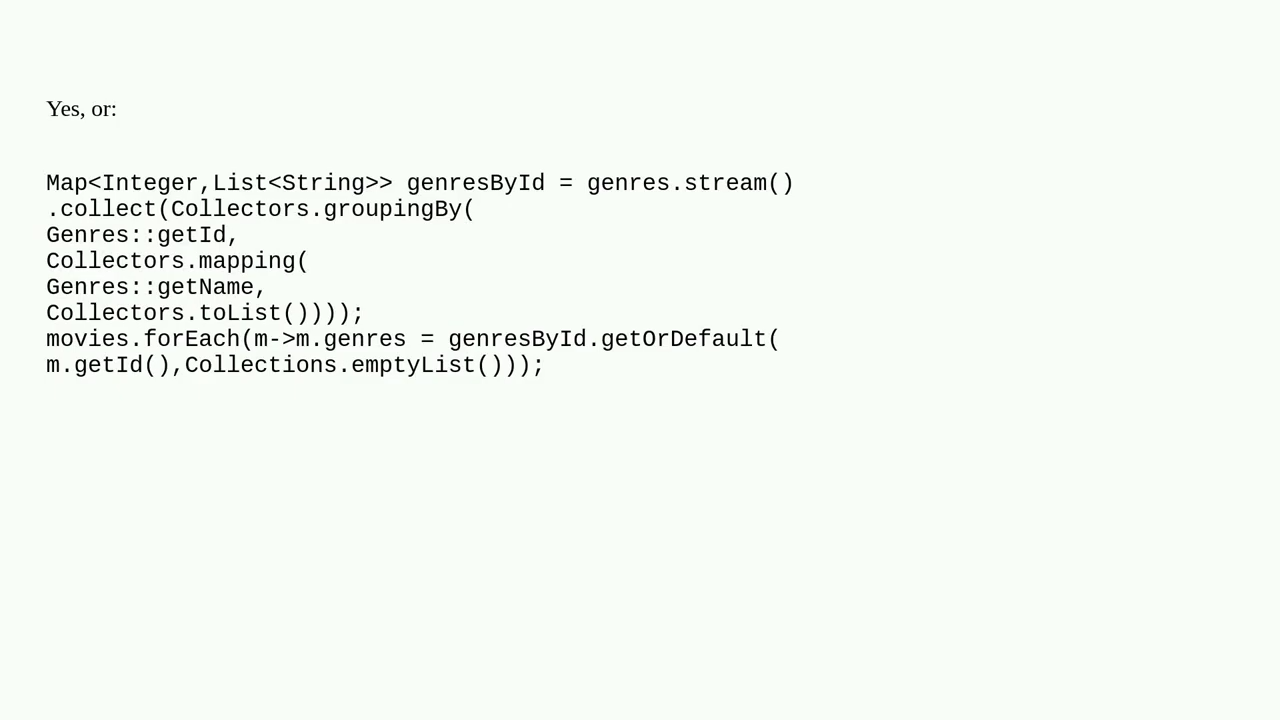 Yes, or:
Map<Integer,List<String>> genresById = genres.stream()
.collect(Collectors.groupingBy(
Genres::getId,
Collectors.mapping(
Genres::getName,
Collectors.toList())));
movies.forEach(m->m.genres = genresById.getOrDefault(
m.getId(),Collections.emptyList()));